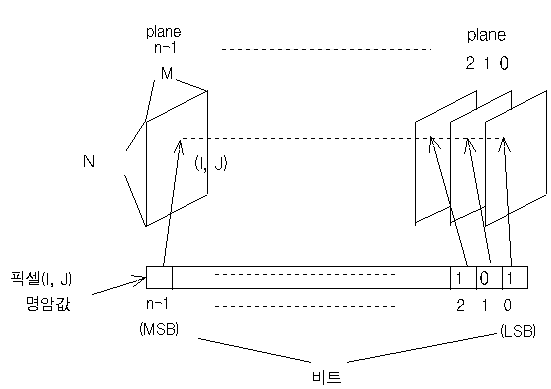 plane
n-1
plane
2 1 0
M
N
(I, J)
픽셀(I, J)
명암값
1 0 1
n-1
2 1 0
(MSB)
(LSB)
비트